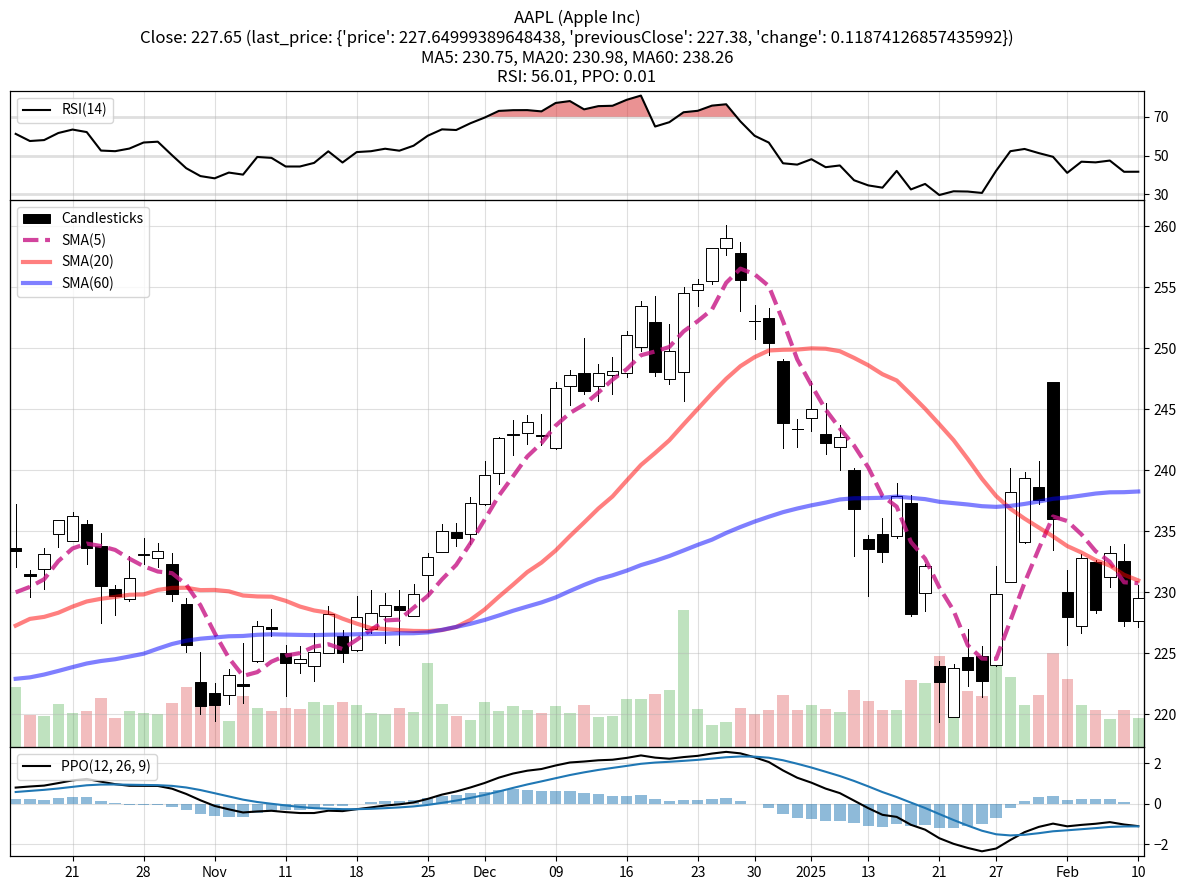 AAPL (Apple Inc)
Close: 227.65 (last_price: {'price': 227.64999389648438, 'previousClose': 227.38, 'change': 0.11874126857435992})
MA5: 230.75, MA20: 230.98, MA60: 238.26
RSI: 56.01, PPO: 0.01
RSI(14)
70
50
30
Candlesticks
SMA(5)
SMA(20)
SMA(60)
260
255
250
245
240
235
230
225
220
PPO(12, 26, 9)
2
0
−2
21 28 Nov 11 18 25 Dec 09 16 23 30 2025 13 21 27 Feb 10